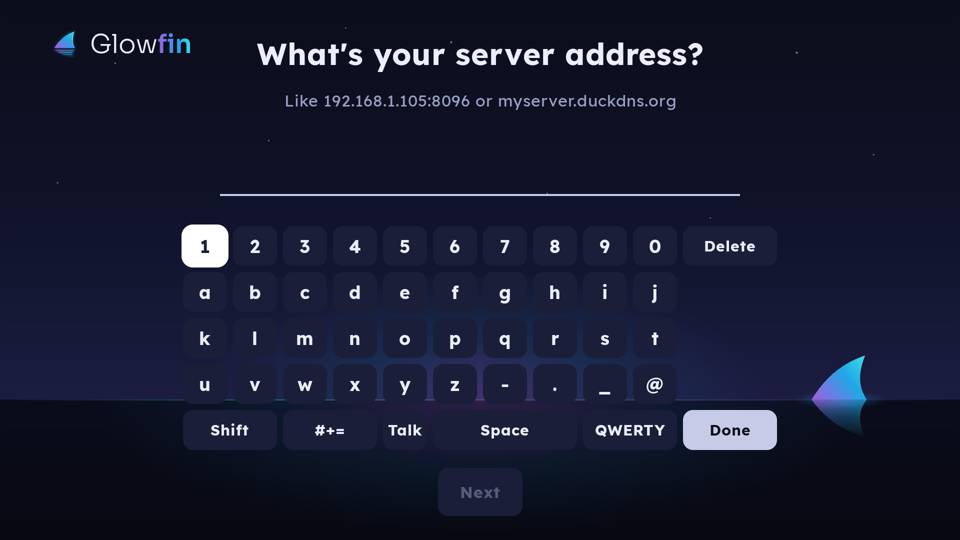 Glowfin
What's your server address?
Like 192.168.1.105:8096 or myserver.duckdns.org
1 2 3 4 5 6 7 8 9 0 Delete
a b c d e f g h i j
k l m n o p q r s t
u v w x y z - . _ @
Shift #+= Talk Space QWERTY Done
Next